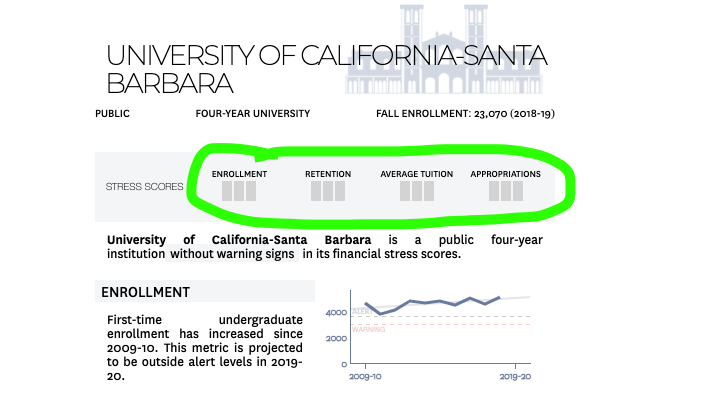 UNIVERSITY OF CALIFORNIA-SANTA
BARBARA
PUBLIC FOUR-YEAR UNIVERSITY FALL ENROLLMENT: 23,070 (2018-19)
STRESS SCORES ENROLLMENT RETENTION AVERAGE TUITION APPROPRIATIONS
University of California-Santa Barbara is a public four-year
institution without warning signs in its financial stress scores.
ENROLLMENT
First-time undergraduate
enrollment has increased since
2009-10. This metric is projected
to be outside alert levels in 2019-
20.
4000
ALERT
WARNING
0
2009-10 2019-20